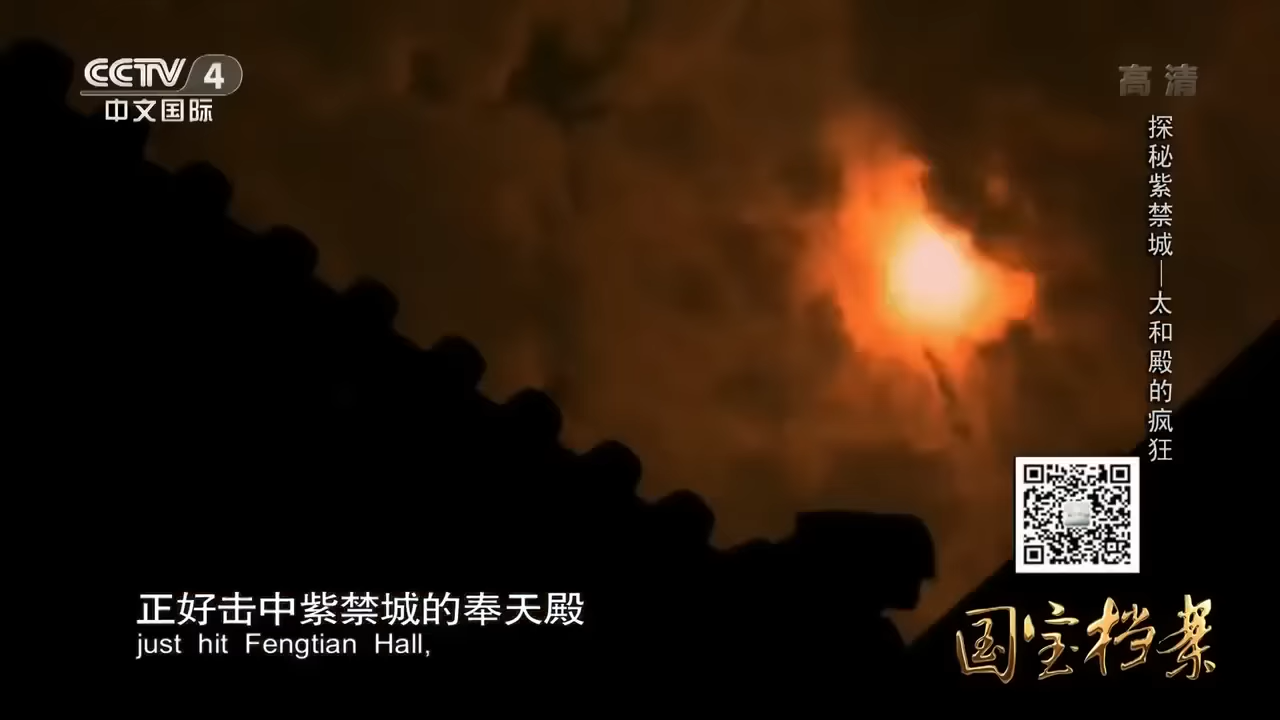 CCTV 4
中文国际
高清
探秘紫禁城—太和殿的疯狂
正好击中紫禁城的奉天殿
just hit Fengtian Hall,
国宝档案